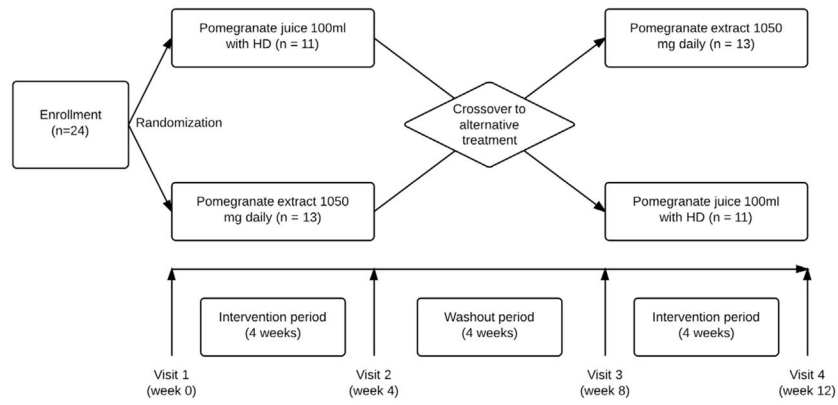 Pomegranate juice 100ml
with HD (n = 11)
Pomegranate extract 1050
mg daily (n = 13)
Enrollment
(n=24)
Randomization
Crossover to
alternative
treatment
Pomegranate extract 1050
mg daily (n = 13)
Pomegranate juice 100ml
with HD (n = 11)
Intervention period
(4 weeks)
Washout period
(4 weeks)
Intervention period
(4 weeks)
Visit 1
(week 0)
Visit 2
(week 4)
Visit 3
(week 8)
Visit 4
(week 12)